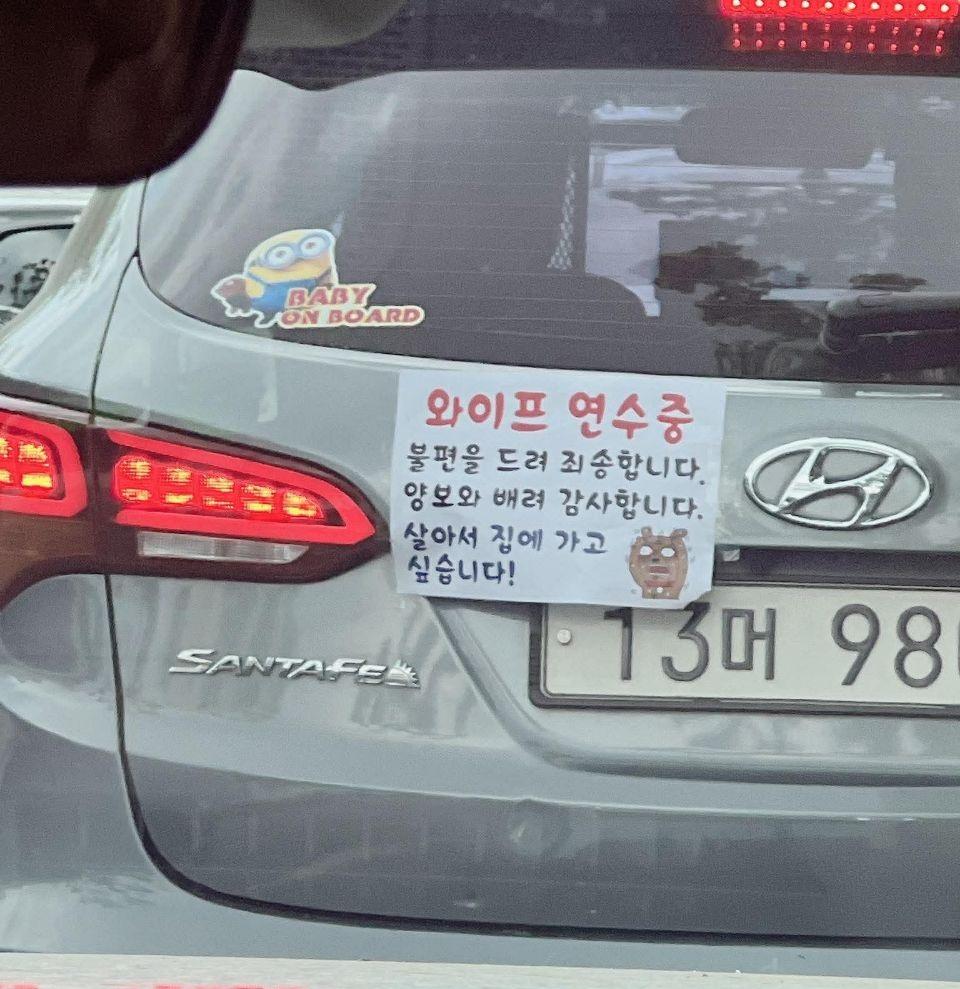 BABY
ON BOARD
와이프 연수중
불편을 드려 죄송합니다.
양보와 배려 감사합니다.
살아서 집에 가고
싶습니다!
SANTAFE
13머 98